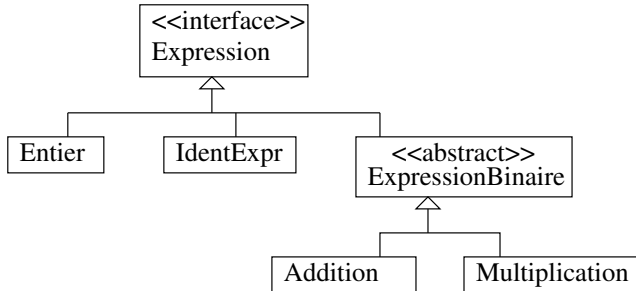 <<interface>>
Expression
Entier
IdentExpr
<<abstract>>
ExpressionBinaire
Addition
Multiplication